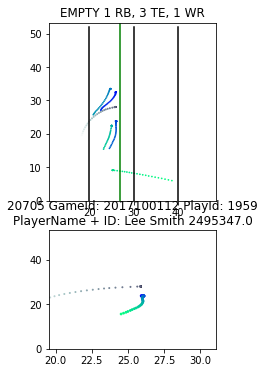 EMPTY 1 RB, 3 TE, 1 WR
50
40
30
20
10
0
20 30 40
20705 GameId: 2017100112 PlayId: 1959
PlayerName + ID: Lee Smith 2495347.0
40
20
0
20.0 22.5 25.0 27.5 30.0